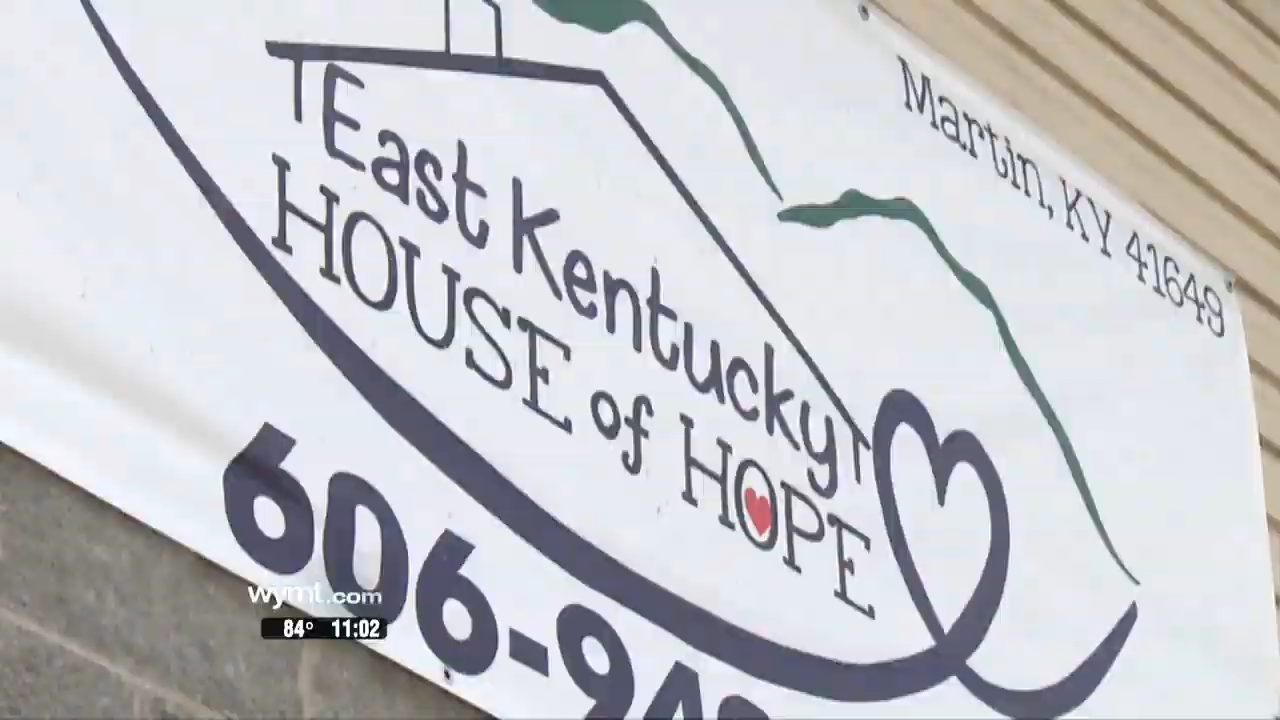 Martin, KY 41649
East Kentucky
HOUSE of HOPE
606-94
wymt.com
84° 11:02